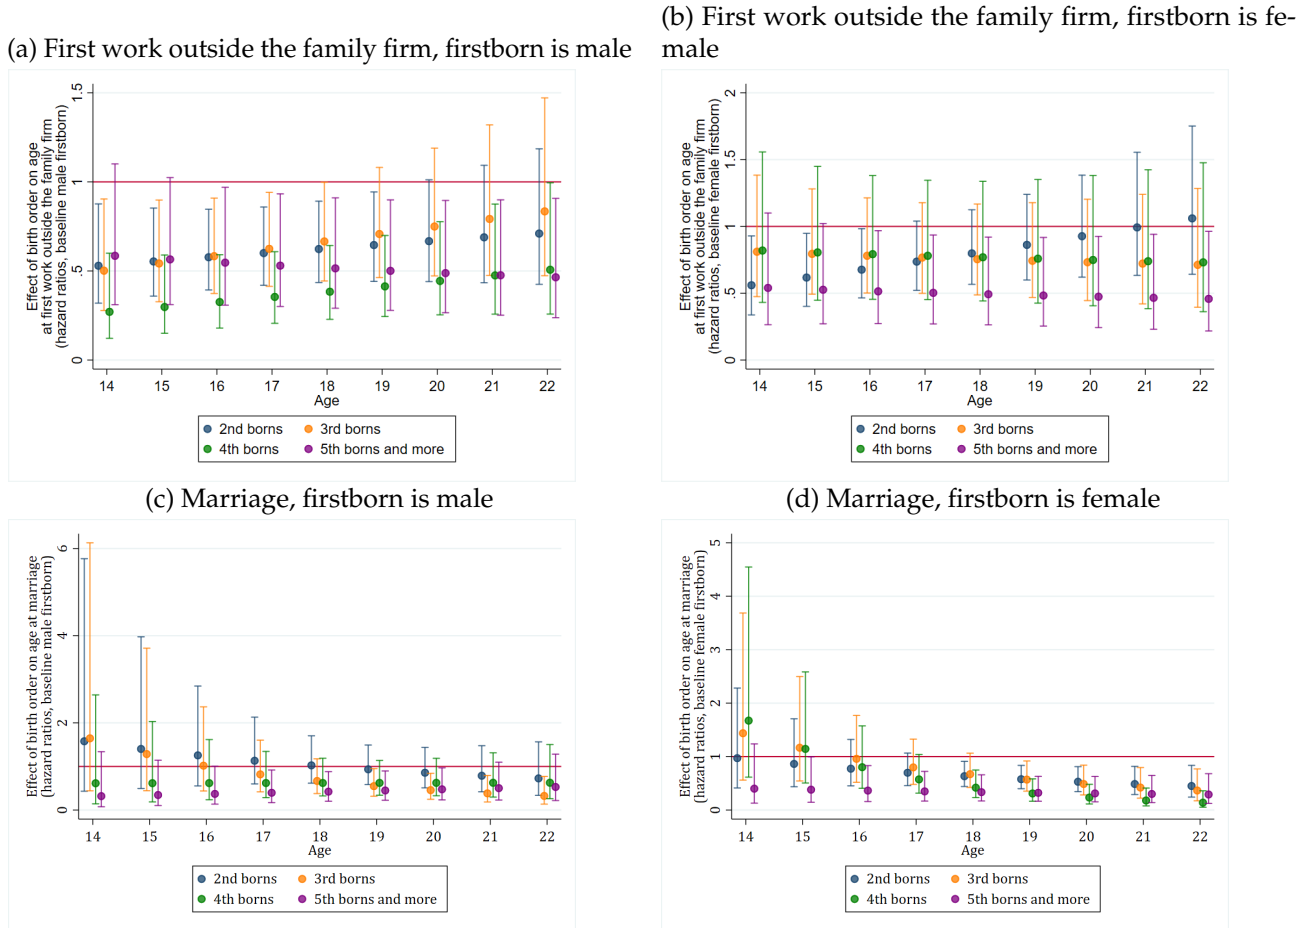 (a) First work outside the family firm, firstborn is male
Effect of birth order on age
at first work outside the family firm
(hazard ratios, baseline male firstborn)
1.5
1
.5
0
14 15 16 17 18 19 20 21 22
Age
2nd borns 3rd borns
4th borns 5th borns and more
(b) First work outside the family firm, firstborn is fe-
male
Effect of birth order on age
at first work outside the family firm
(hazard ratios, baseline female firstborn)
2
1.5
1
.5
0
14 15 16 17 18 19 20 21 22
Age
2nd borns 3rd borns
4th borns 5th borns and more
(c) Marriage, firstborn is male
Effect of birth order on age at marriage
(hazard ratios, baseline male firstborn)
6
4
2
0
14 15 16 17 18 19 20 21 22
Age
2nd borns 3rd borns
4th borns 5th borns and more
(d) Marriage, firstborn is female
Effect of birth order on age at marriage
(hazard ratios, baseline female firstborn)
5
4
3
2
1
0
14 15 16 17 18 19 20 21 22
Age
2nd borns 3rd borns
4th borns 5th borns and more